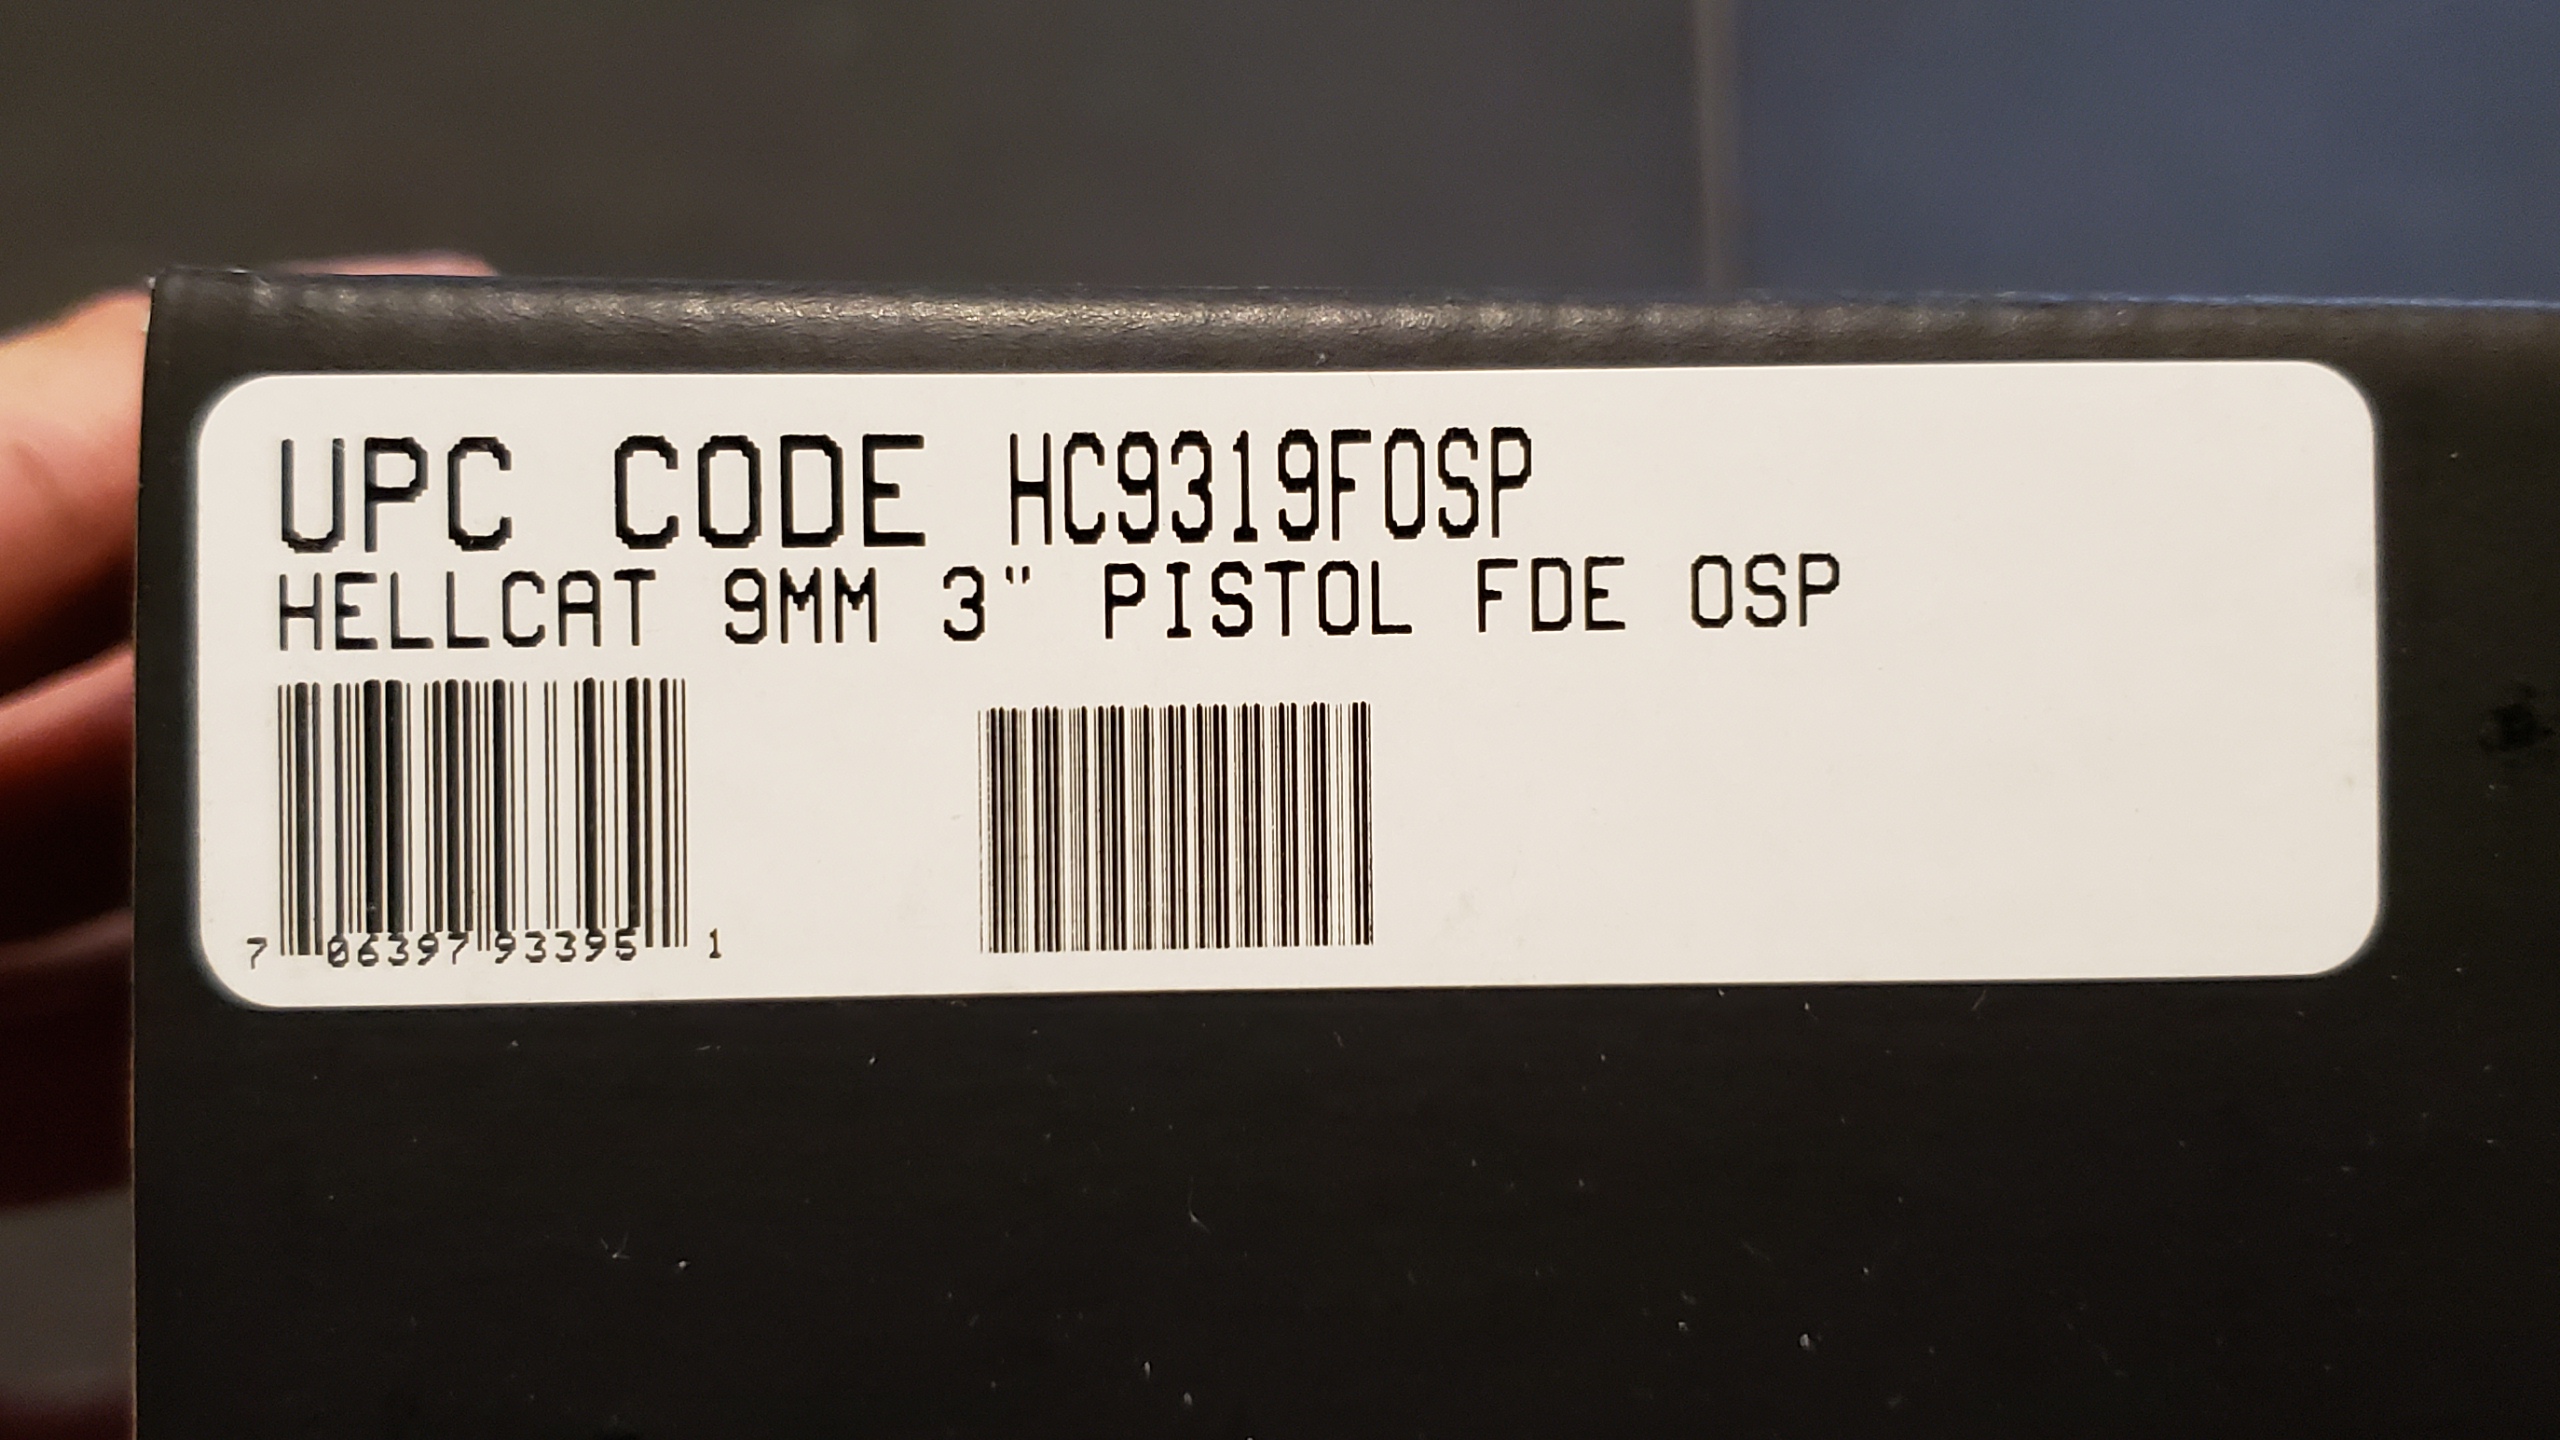 UPC CODE HC9319FOSP
HELLCAT 9MM 3" PISTOL FDE OSP
7 06397 93395 1